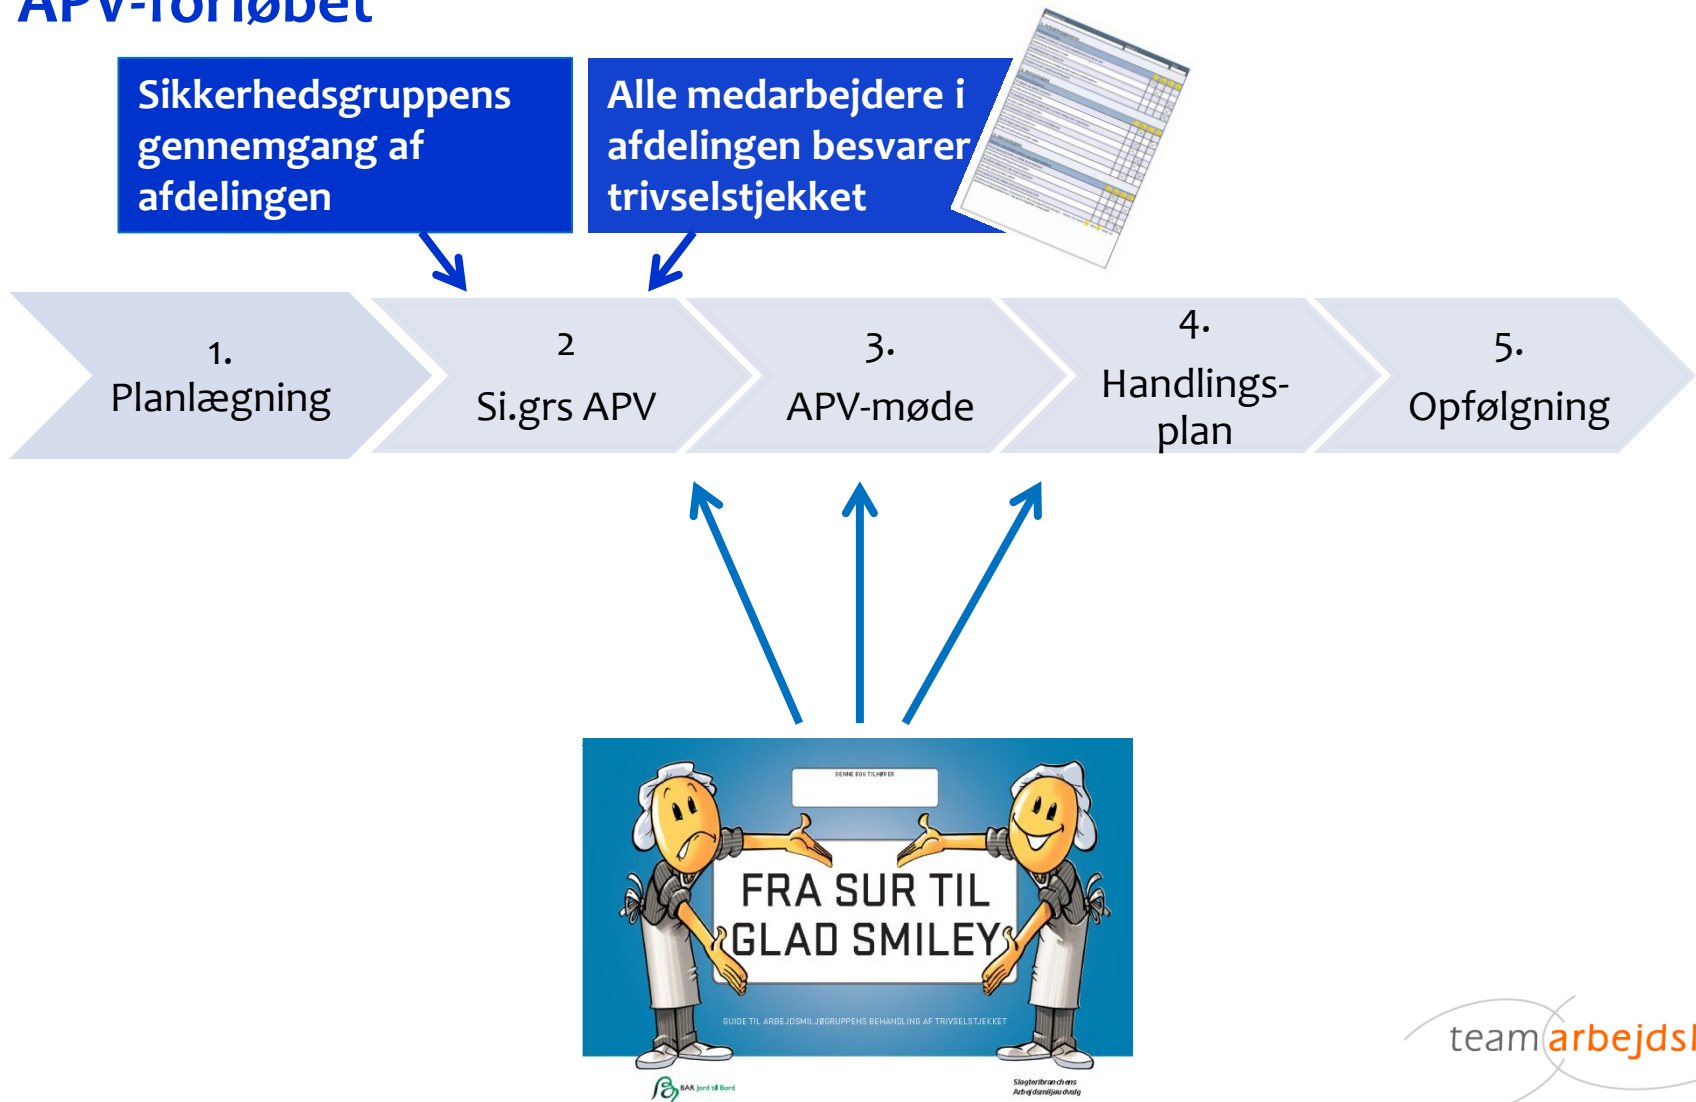 APV-forløbet
Sikkerhedsgruppens
gennemgang af
afdelingen
Alle medarbejdere i
afdelingen besvarer
trivselstjekket
1.
Planlægning
2
Si.grs APV
3.
APV-møde
4.
Handlings-
plan
5.
Opfølgning
DENNE BOG TILHØRER
FRA SUR TIL
GLAD SMILEY
GUIDE TIL ARBEJDSMILJØGRUPPENS BEHANDLING AF TRIVSELSTJEKKET
BAR Jord til Bord
Slagteribranchens
Arbejdsmiljøudvalg
team arbejdsl